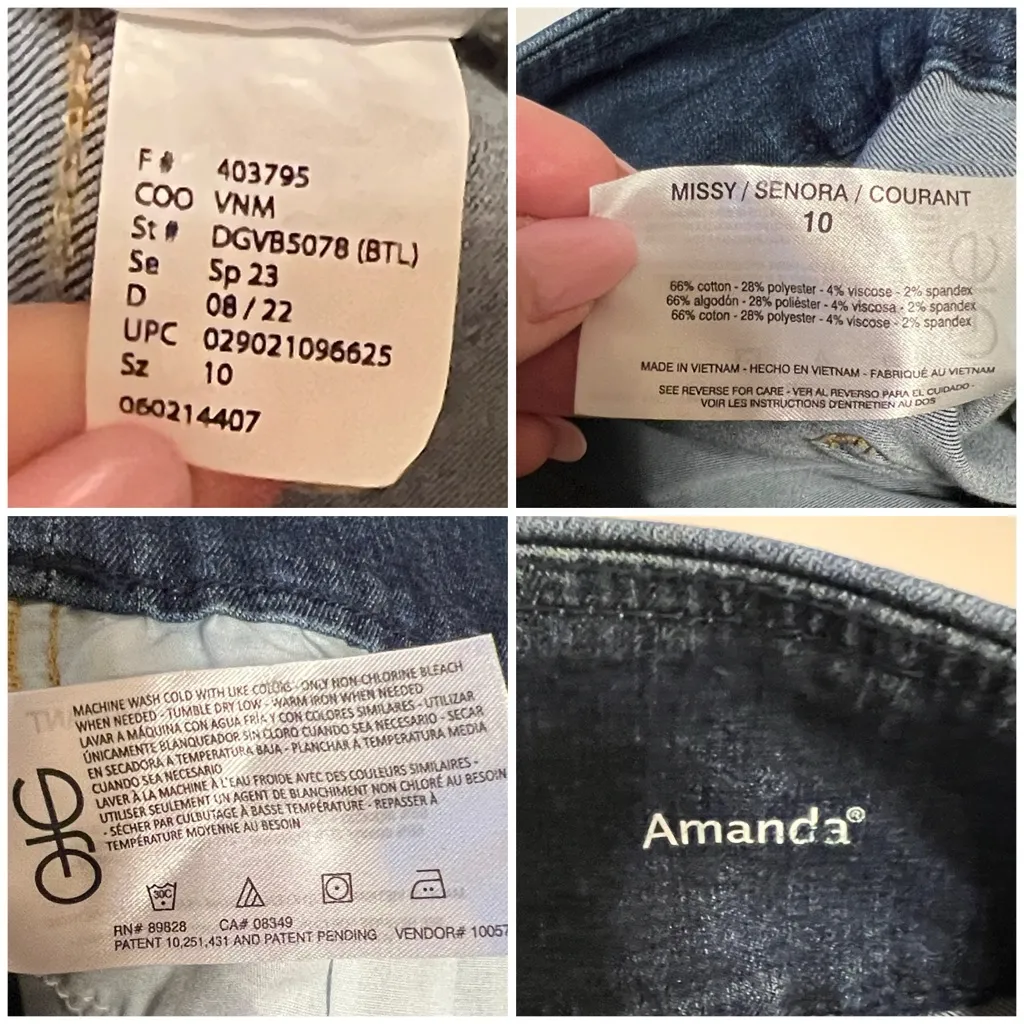 F # 403795
COO VNM
St # DGVB5078 (BTL)
Se Sp 23
D 08 / 22
UPC 029021096625
Sz 10
060214407
MISSY / SENORA / COURANT
10
66% cotton - 28% polyester - 4% viscose - 2% spandex
66% algodón - 28% poliéster - 4% viscosa - 2% spandex
66% coton - 28% polyester - 4% viscose - 2% spandex
MADE IN VIETNAM - HECHO EN VIETNAM - FABRIQUÉ AU VIETNAM
SEE REVERSE FOR CARE - VER AL REVERSO PARA EL CUIDADO -
VOIR LES INSTRUCTIONS D'ENTRETIEN AU DOS
MACHINE WASH COLD WITH LIKE COLORS - ONLY NON-CHLORINE BLEACH
WHEN NEEDED - TUMBLE DRY LOW - WARM IRON WHEN NEEDED
LAVAR A MÁQUINA CON AGUA FRÍA Y CON COLORES SIMILARES - UTILIZAR
ÚNICAMENTE BLANQUEADOR SIN CLORO CUANDO SEA NECESARIO - SECAR
EN SECADORA A TEMPERATURA BAJA - PLANCHAR A TEMPERATURA MEDIA
CUANDO SEA NECESARIO
LAVER À LA MACHINE À L'EAU FROIDE AVEC DES COULEURS SIMILAIRES -
UTILISER SEULEMENT UN AGENT DE BLANCHIMENT NON CHLORÉ AU BESOIN
- SÉCHER PAR CULBUTAGE À BASSE TEMPÉRATURE - REPASSER À
TEMPÉRATURE MOYENNE AU BESOIN
30C
RN# 89828 CA# 08349
PATENT 10,251,431 AND PATENT PENDING VENDOR# 10057
Amanda®